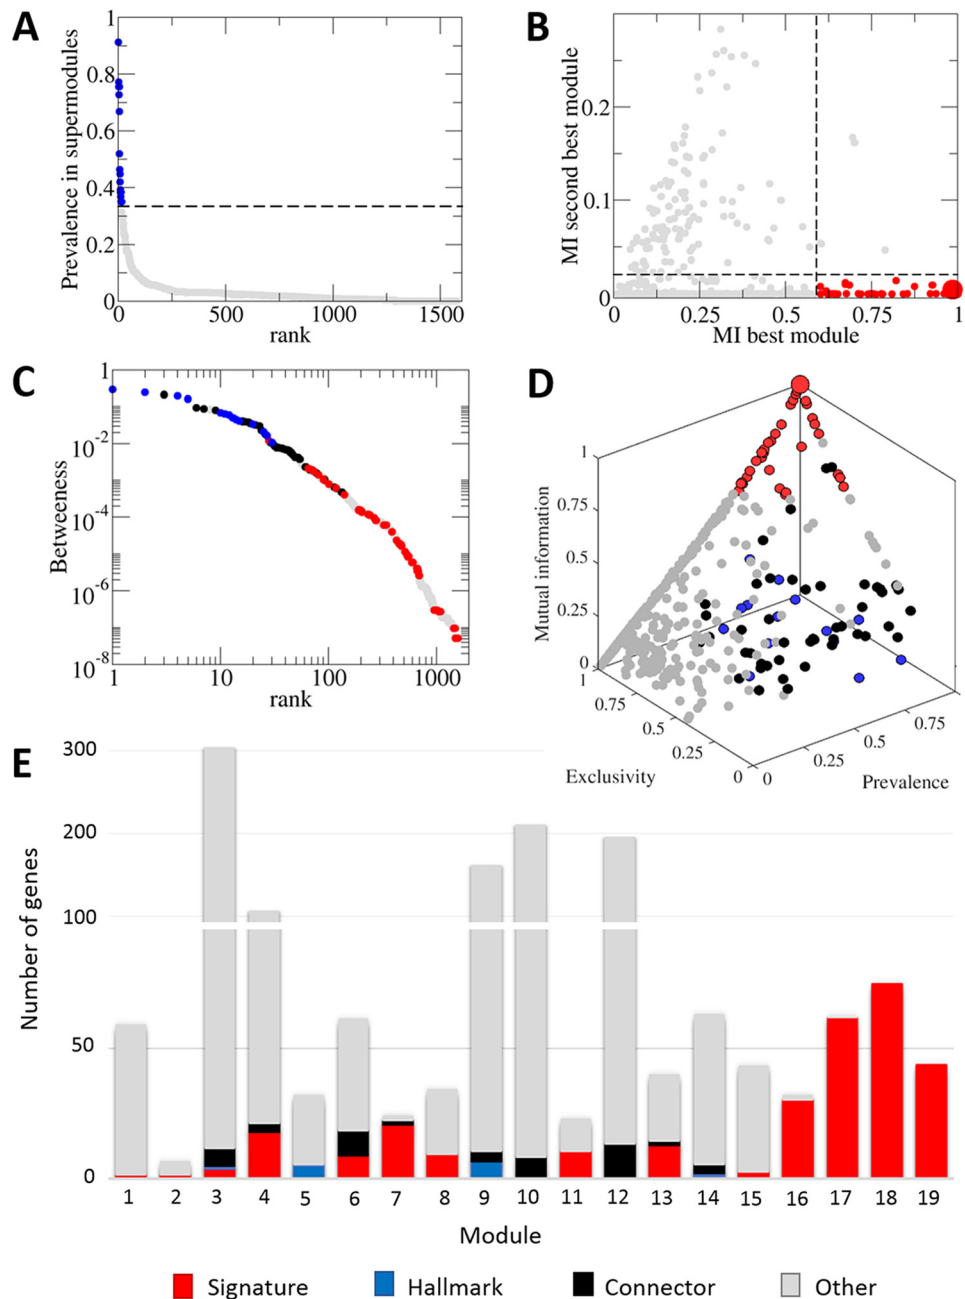 A
1
0.8
0.6
0.4
0.2
0
0
500
1000
1500
Prevalence in supermodules
rank
B
0.2
0.1
0
0
0.25
0.5
0.75
1
MI second best module
MI best module
C
1
10^-2
10^-4
10^-6
10^-8
1
10
100
1000
Betweeness
rank
D
1
0.75
0.5
0.25
0
1
0.75
0.5
0.25
0
0
0.25
0.5
0.75
Mutual information
Exclusivity
Prevalence
E
300
200
100
50
0
Number of genes
1 2 3 4 5 6 7 8 9 10 11 12 13 14 15 16 17 18 19
Module
Signature Hallmark Connector Other